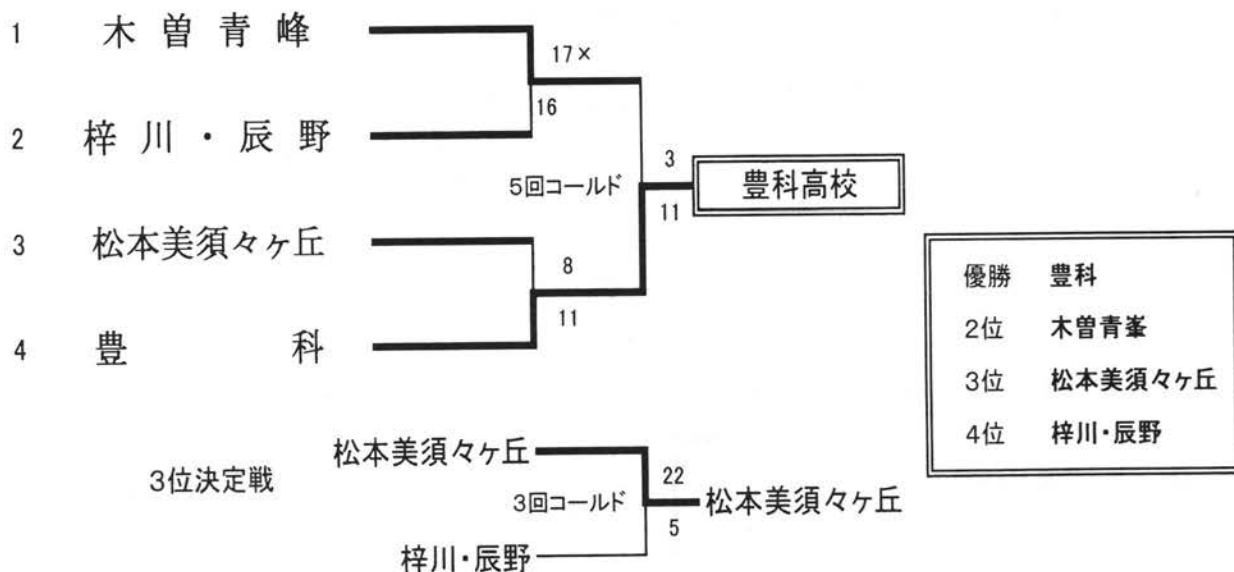 1 木曽青峰
17×
16
2 梓川・辰野
3
5回コールド 豊科高校
11
3 松本美須々ヶ丘
8
11
4 豊科
優勝 豊科
2位 木曽青峯
3位 松本美須々ヶ丘
4位 梓川・辰野
3位決定戦
松本美須々ヶ丘
22
3回コールド 松本美須々ヶ丘
5
梓川・辰野